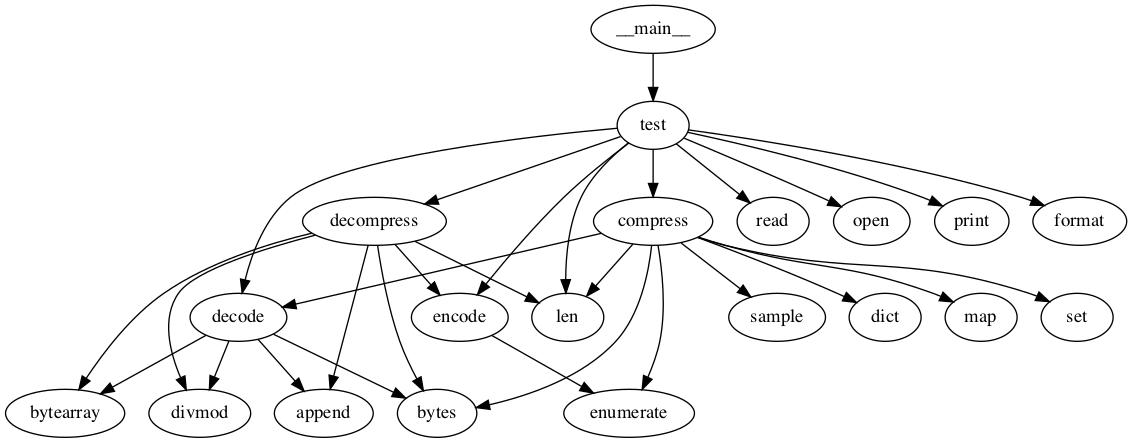 __main__
test
decompress
compress
read
open
print
format
decode
encode
len
sample
dict
map
set
bytearray
divmod
append
bytes
enumerate